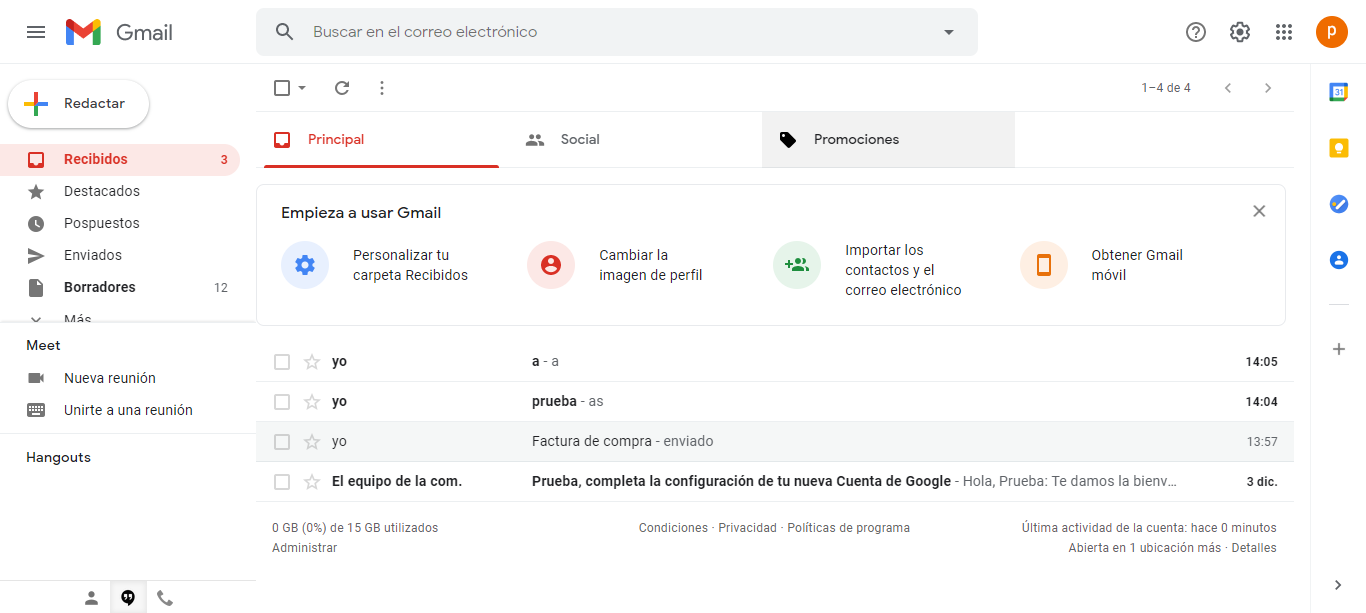 Gmail
Buscar en el correo electrónico
p
Redactar
1–4 de 4
31
Principal
Social
Promociones
Recibidos 3
Destacados
Pospuestos
Enviados
Borradores 12
Más
Empieza a usar Gmail
Personalizar tu
carpeta Recibidos
Cambiar la
imagen de perfil
Importar los
contactos y el
correo electrónico
Obtener Gmail
móvil
Meet
Nueva reunión
Unirte a una reunión
Hangouts
yo a - a 14:05
yo prueba - as 14:04
yo Factura de compra - enviado 13:57
El equipo de la com. Prueba, completa la configuración de tu nueva Cuenta de Google - Hola, Prueba: Te damos la bienv… 3 dic.
0 GB (0%) de 15 GB utilizados
Administrar
Condiciones · Privacidad · Políticas de programa
Última actividad de la cuenta: hace 0 minutos
Abierta en 1 ubicación más · Detalles